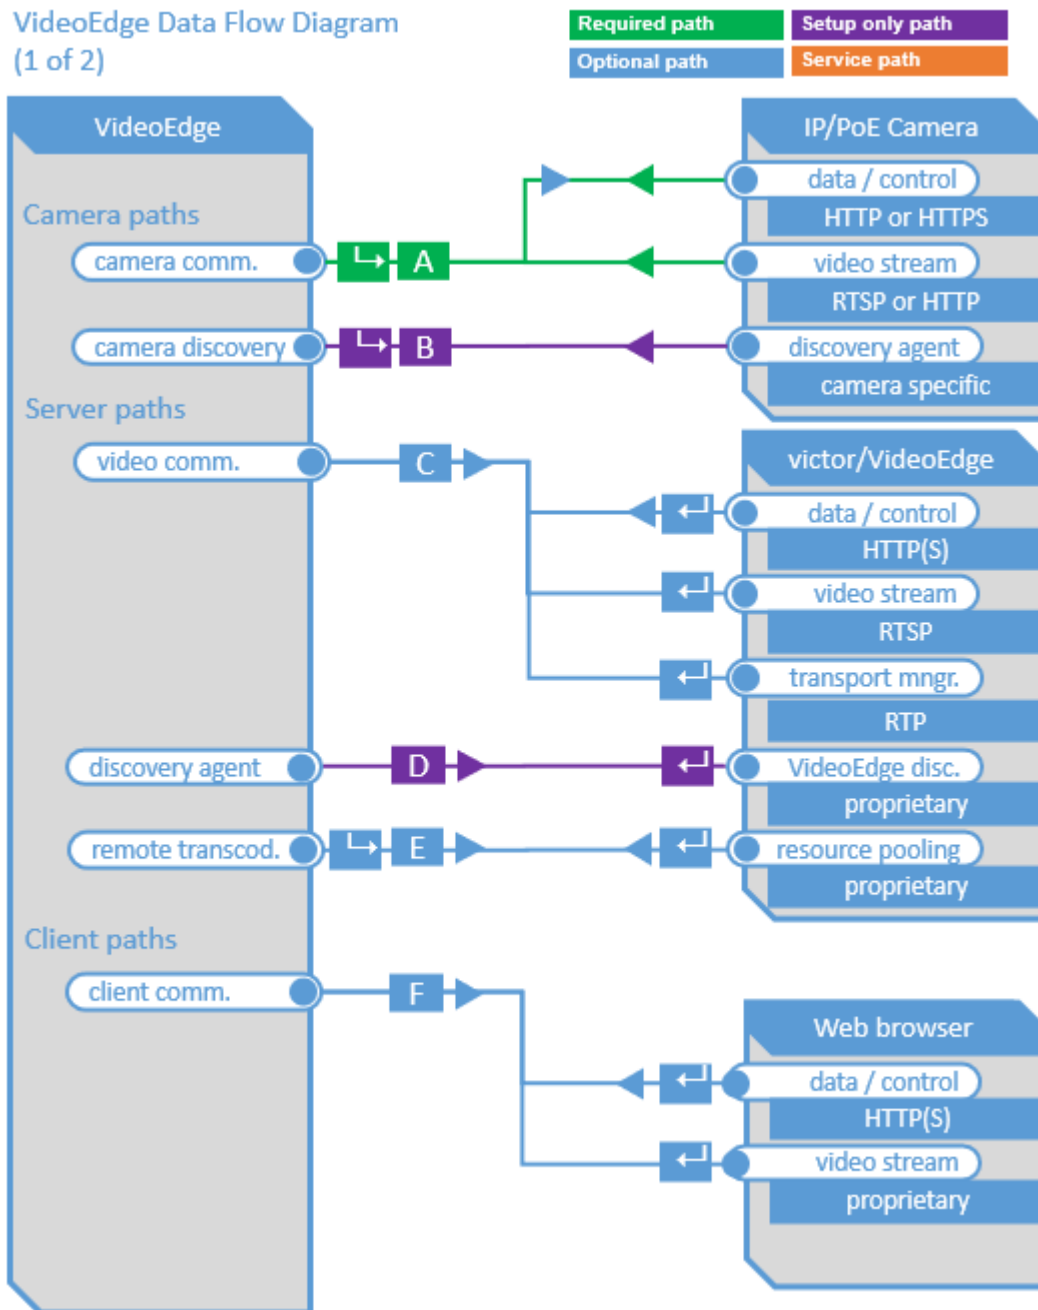 VideoEdge Data Flow Diagram
(1 of 2)
Required path
Setup only path
Optional path
Service path
VideoEdge
IP/PoE Camera
data / control
HTTP or HTTPS
Camera paths
camera comm.
A
video stream
RTSP or HTTP
camera discovery
B
discovery agent
camera specific
Server paths
video comm.
C
victor/VideoEdge
data / control
HTTP(S)
video stream
RTSP
transport mngr.
RTP
discovery agent
D
VideoEdge disc.
proprietary
remote transcod.
E
resource pooling
proprietary
Client paths
client comm.
F
Web browser
data / control
HTTP(S)
video stream
proprietary